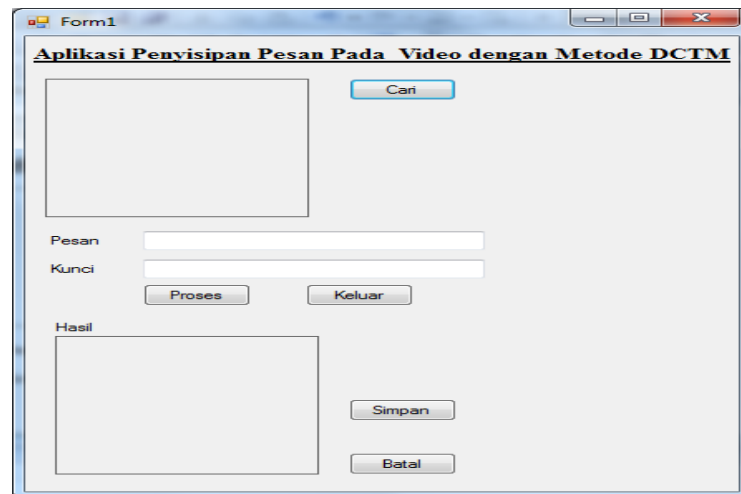 Form1
Aplikasi Penyisipan Pesan Pada Video dengan Metode DCTM
Cari
Pesan
Kunci
Proses Keluar
Hasil
Simpan
Batal